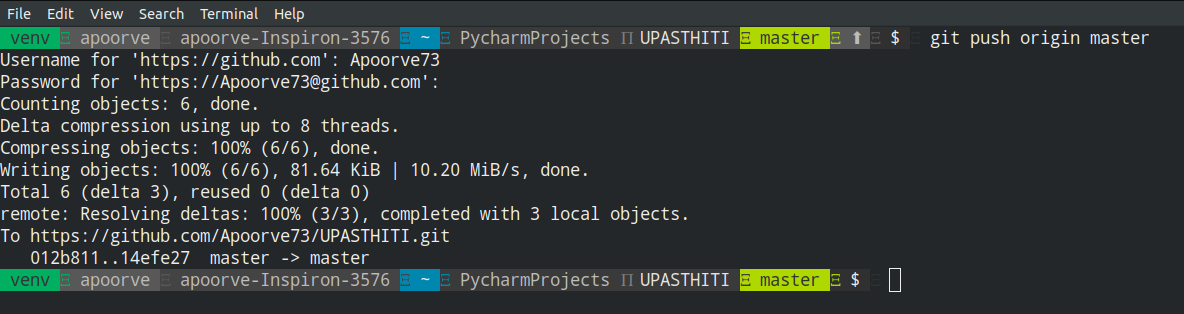 File Edit View Search Terminal Help
venv Ξ apoorve Ξ apoorve-Inspiron-3576 Ξ ~ Ξ PycharmProjects Π UPASTHITI Ξ master Ξ ⬆ Ξ $ Ξ git push origin master
Username for 'https://github.com': Apoorve73
Password for 'https://Apoorve73@github.com':
Counting objects: 6, done.
Delta compression using up to 8 threads.
Compressing objects: 100% (6/6), done.
Writing objects: 100% (6/6), 81.64 KiB | 10.20 MiB/s, done.
Total 6 (delta 3), reused 0 (delta 0)
remote: Resolving deltas: 100% (3/3), completed with 3 local objects.
To https://github.com/Apoorve73/UPASTHITI.git
012b811..14efe27 master -> master
venv Ξ apoorve Ξ apoorve-Inspiron-3576 Ξ ~ Ξ PycharmProjects Π UPASTHITI Ξ master Ξ $ Ξ